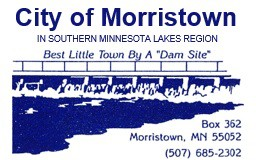 City of Morristown
IN SOUTHERN MINNESOTA LAKES REGION
Best Little Town By A "Dam Site"
Box 362
Morristown, MN 55052
(507) 685-2302